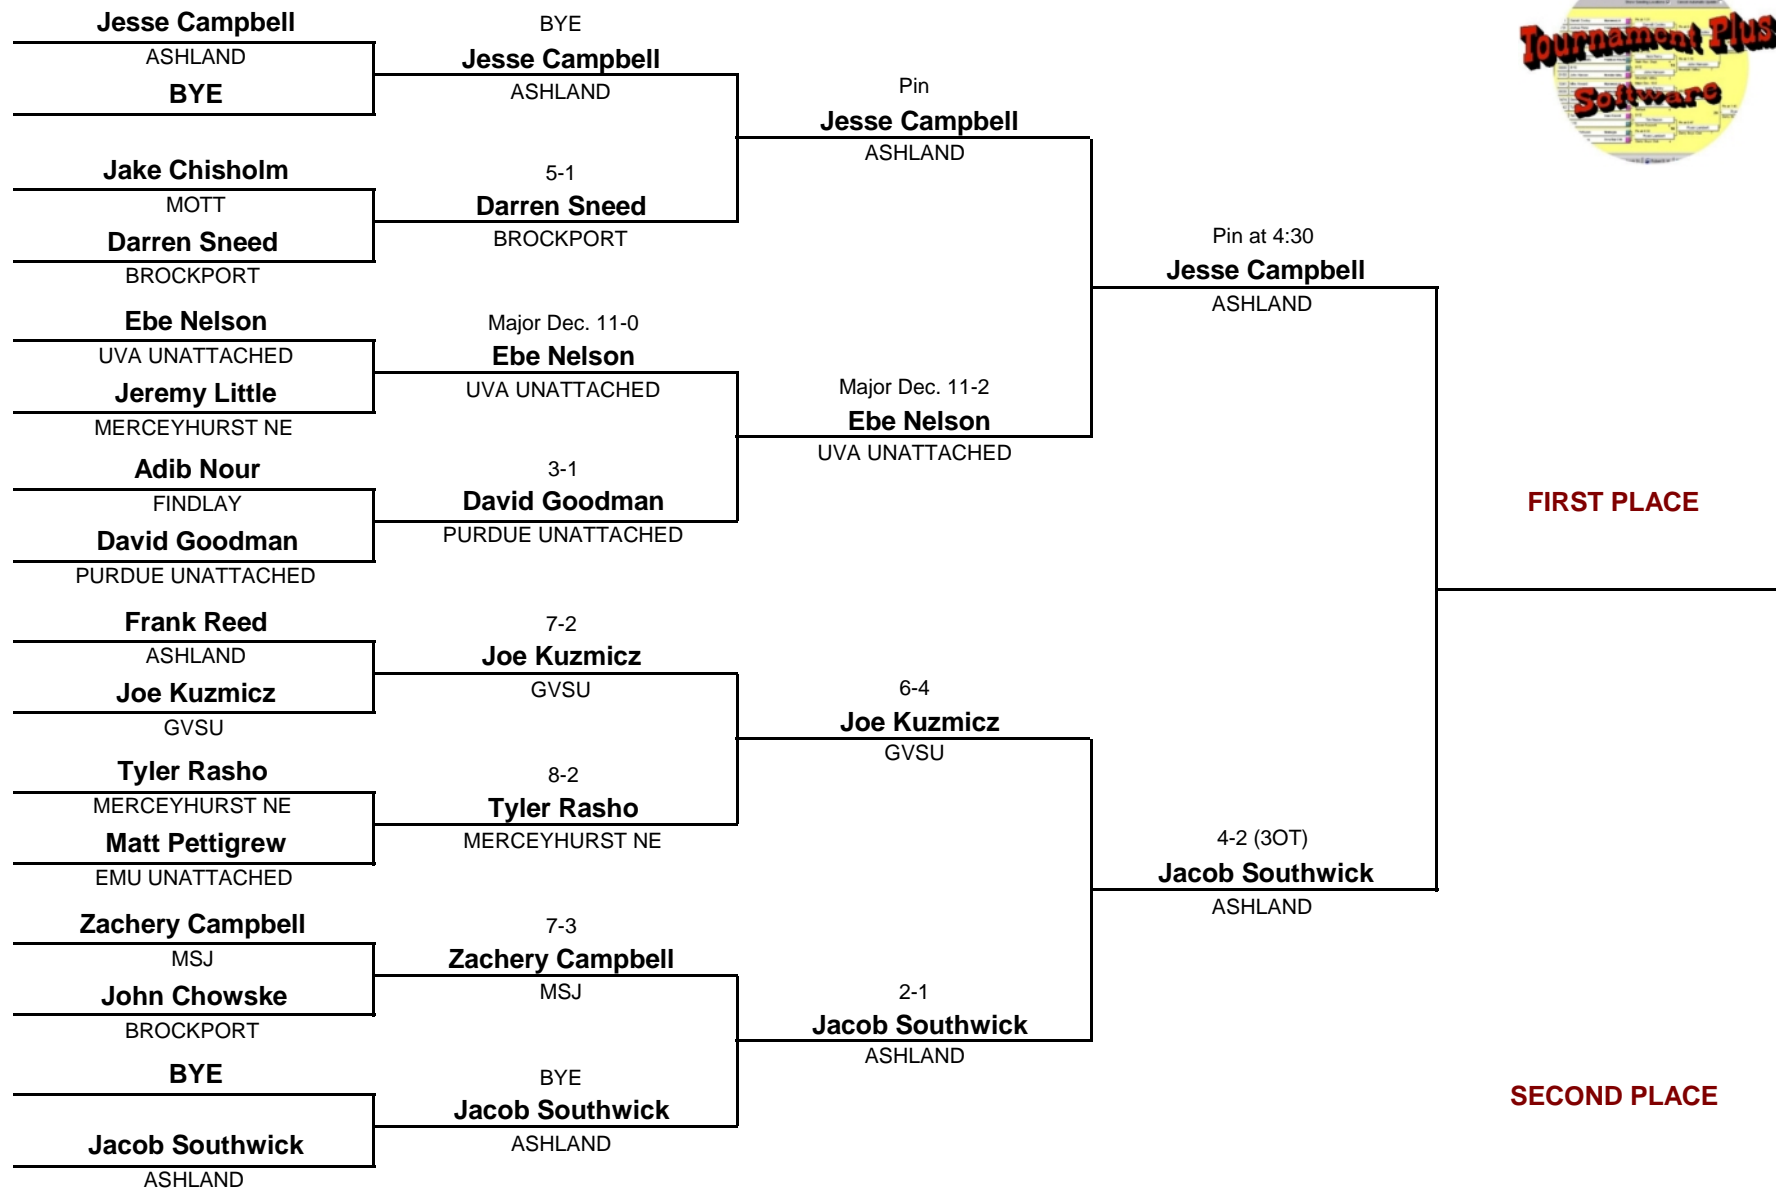 Jesse Campbell
ASHLAND
BYE
Jake Chisholm
MOTT
Darren Sneed
BROCKPORT
Ebe Nelson
UVA UNATTACHED
Jeremy Little
MERCEYHURST NE
Adib Nour
FINDLAY
David Goodman
PURDUE UNATTACHED
Frank Reed
ASHLAND
Joe Kuzmicz
GVSU
Tyler Rasho
MERCEYHURST NE
Matt Pettigrew
EMU UNATTACHED
Zachery Campbell
MSJ
John Chowske
BROCKPORT
BYE
Jacob Southwick
ASHLAND
BYE
Jesse Campbell
ASHLAND
5-1
Darren Sneed
BROCKPORT
Major Dec. 11-0
Ebe Nelson
UVA UNATTACHED
3-1
David Goodman
PURDUE UNATTACHED
7-2
Joe Kuzmicz
GVSU
8-2
Tyler Rasho
MERCEYHURST NE
7-3
Zachery Campbell
MSJ
BYE
Jacob Southwick
ASHLAND
Pin
Jesse Campbell
ASHLAND
Major Dec. 11-2
Ebe Nelson
UVA UNATTACHED
6-4
Joe Kuzmicz
GVSU
2-1
Jacob Southwick
ASHLAND
Pin at 4:30
Jesse Campbell
ASHLAND
4-2 (3OT)
Jacob Southwick
ASHLAND
Tournament Plus
Software
FIRST PLACE
SECOND PLACE